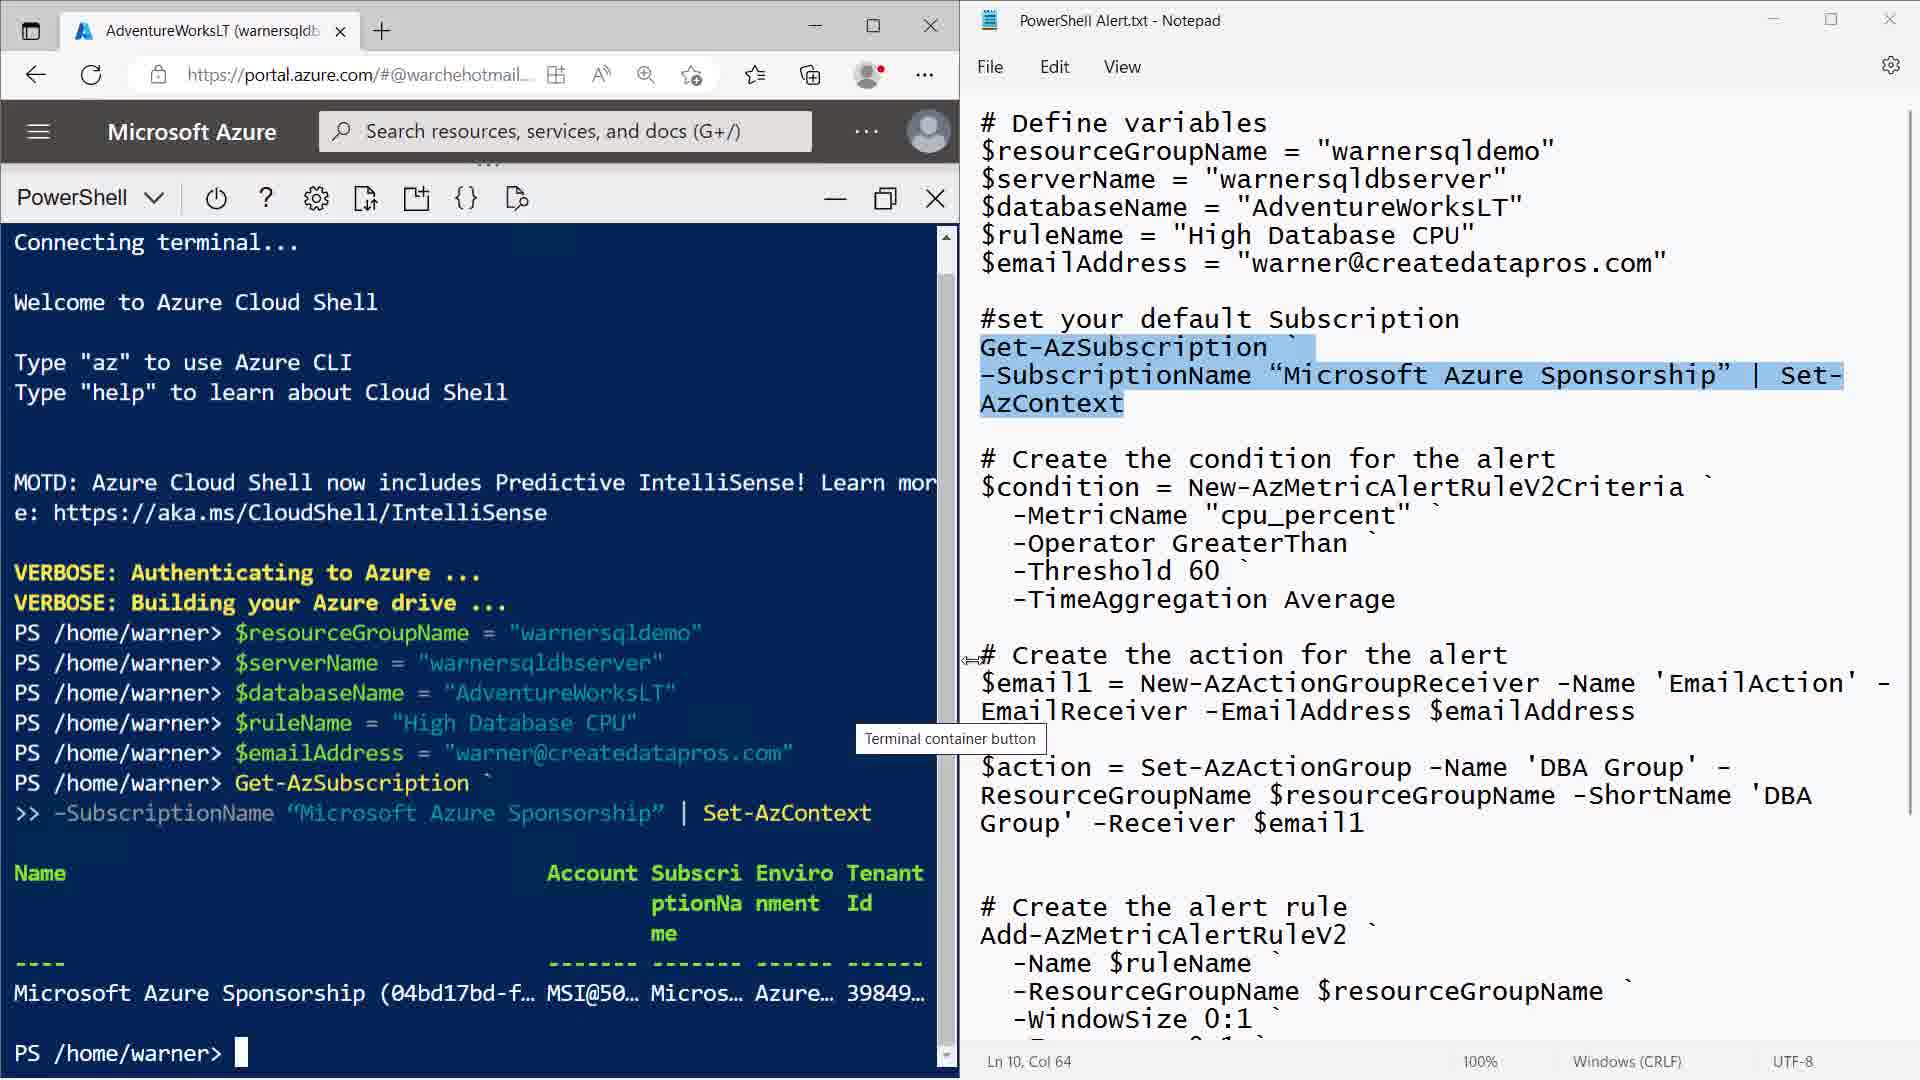 AdventureWorksLT (warnersqldb
https://portal.azure.com/#@warchehotmail...
Microsoft Azure
Search resources, services, and docs (G+/)
PowerShell
Connecting terminal...
Welcome to Azure Cloud Shell
Type "az" to use Azure CLI
Type "help" to learn about Cloud Shell
MOTD: Azure Cloud Shell now includes Predictive IntelliSense! Learn mor
e: https://aka.ms/CloudShell/IntelliSense
VERBOSE: Authenticating to Azure ...
VERBOSE: Building your Azure drive ...
PS /home/warner> $resourceGroupName = "warnersqldemo"
PS /home/warner> $serverName = "warnersqldbserver"
PS /home/warner> $databaseName = "AdventureWorksLT"
PS /home/warner> $ruleName = "High Database CPU"
PS /home/warner> $emailAddress = "warner@createdatapros.com"
PS /home/warner> Get-AzSubscription `
>> -SubscriptionName “Microsoft Azure Sponsorship” | Set-AzContext
Name Account Subscri Enviro Tenant
ptionNa nment Id
me
---- ------- ------- ------ ------
Microsoft Azure Sponsorship (04bd17bd-f… MSI@50… Micros… Azure… 39849…
PS /home/warner>
Terminal container button
PowerShell Alert.txt - Notepad
File Edit View
# Define variables
$resourceGroupName = "warnersqldemo"
$serverName = "warnersqldbserver"
$databaseName = "AdventureWorksLT"
$ruleName = "High Database CPU"
$emailAddress = "warner@createdatapros.com"
#set your default Subscription
Get-AzSubscription `
-SubscriptionName “Microsoft Azure Sponsorship” | Set-
AzContext
# Create the condition for the alert
$condition = New-AzMetricAlertRuleV2Criteria `
-MetricName "cpu_percent" `
-Operator GreaterThan `
-Threshold 60 `
-TimeAggregation Average
# Create the action for the alert
$email1 = New-AzActionGroupReceiver -Name 'EmailAction' -
EmailReceiver -EmailAddress $emailAddress
$action = Set-AzActionGroup -Name 'DBA Group' -
ResourceGroupName $resourceGroupName -ShortName 'DBA
Group' -Receiver $email1
# Create the alert rule
Add-AzMetricAlertRuleV2 `
-Name $ruleName `
-ResourceGroupName $resourceGroupName `
-WindowSize 0:1 `
Ln 10, Col 64 100% Windows (CRLF) UTF-8